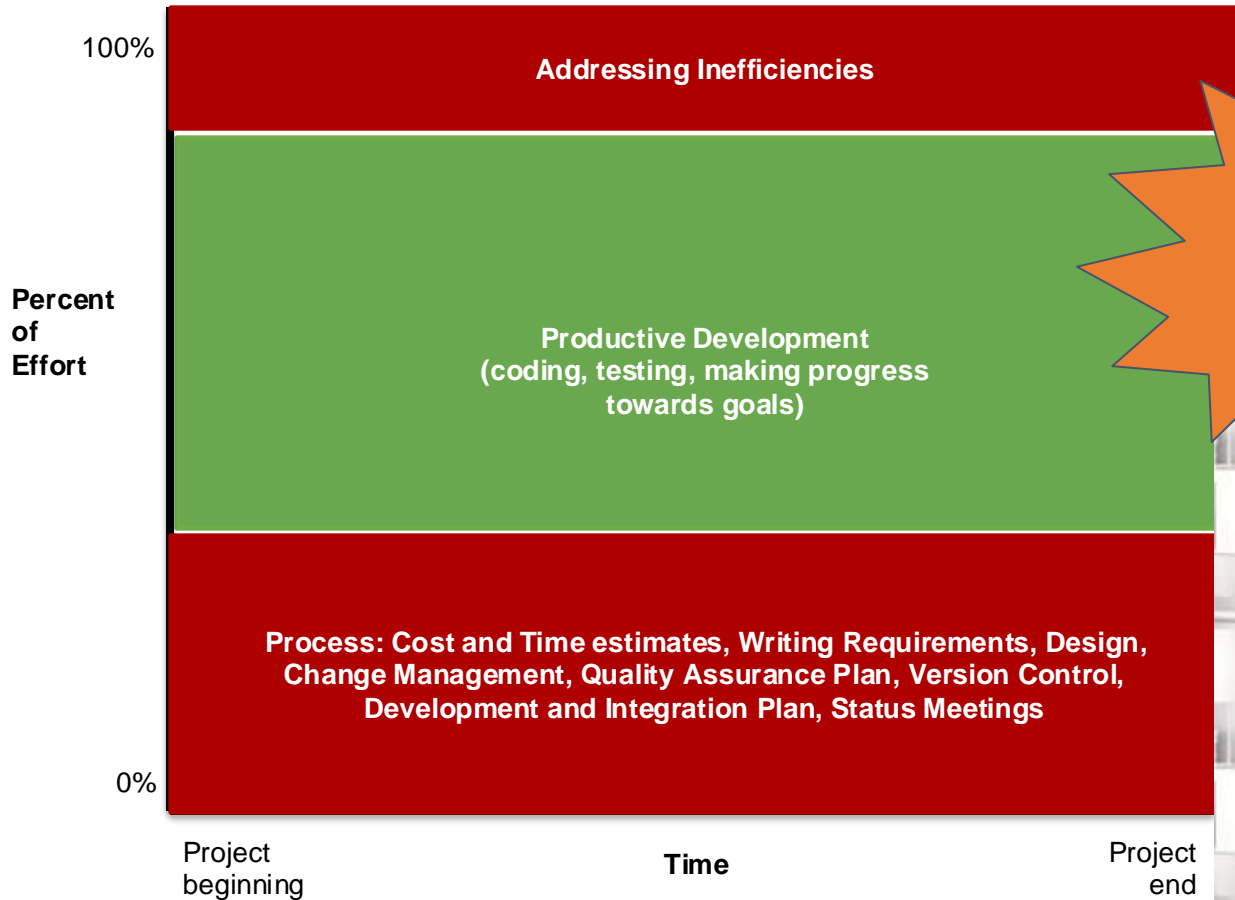 100%
Addressing Inefficiencies
Percent
of
Effort
Productive Development
(coding, testing, making progress
towards goals)
Process: Cost and Time estimates, Writing Requirements, Design,
Change Management, Quality Assurance Plan, Version Control,
Development and Integration Plan, Status Meetings
0%
Project
beginning
Time
Project
end